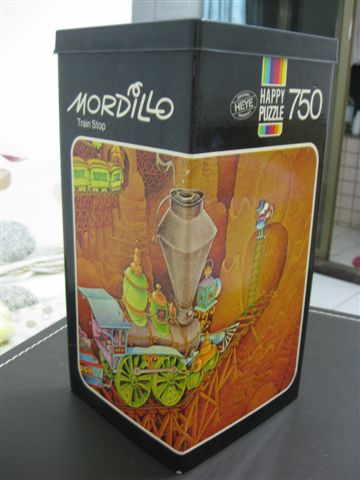 MORDILLO
Train Stop
HEYE
HAPPY
PUZZLE
750